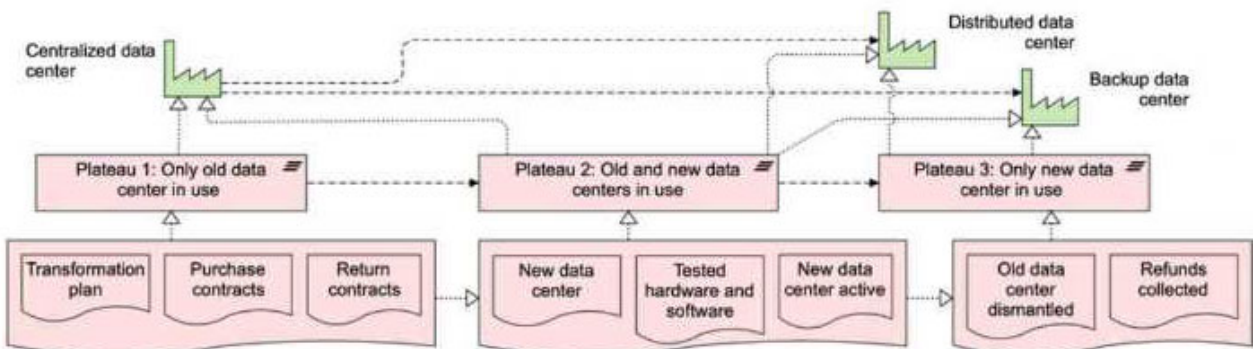 Centralized data
center
Distributed data
center
Backup data
center
Plateau 1: Only old data
center in use
Plateau 2: Old and new data
centers in use
Plateau 3: Only new data
center in use
Transformation
plan
Purchase
contracts
Return
contracts
New data
center
Tested
hardware and
software
New data
center active
Old data
center
dismantled
Refunds
collected